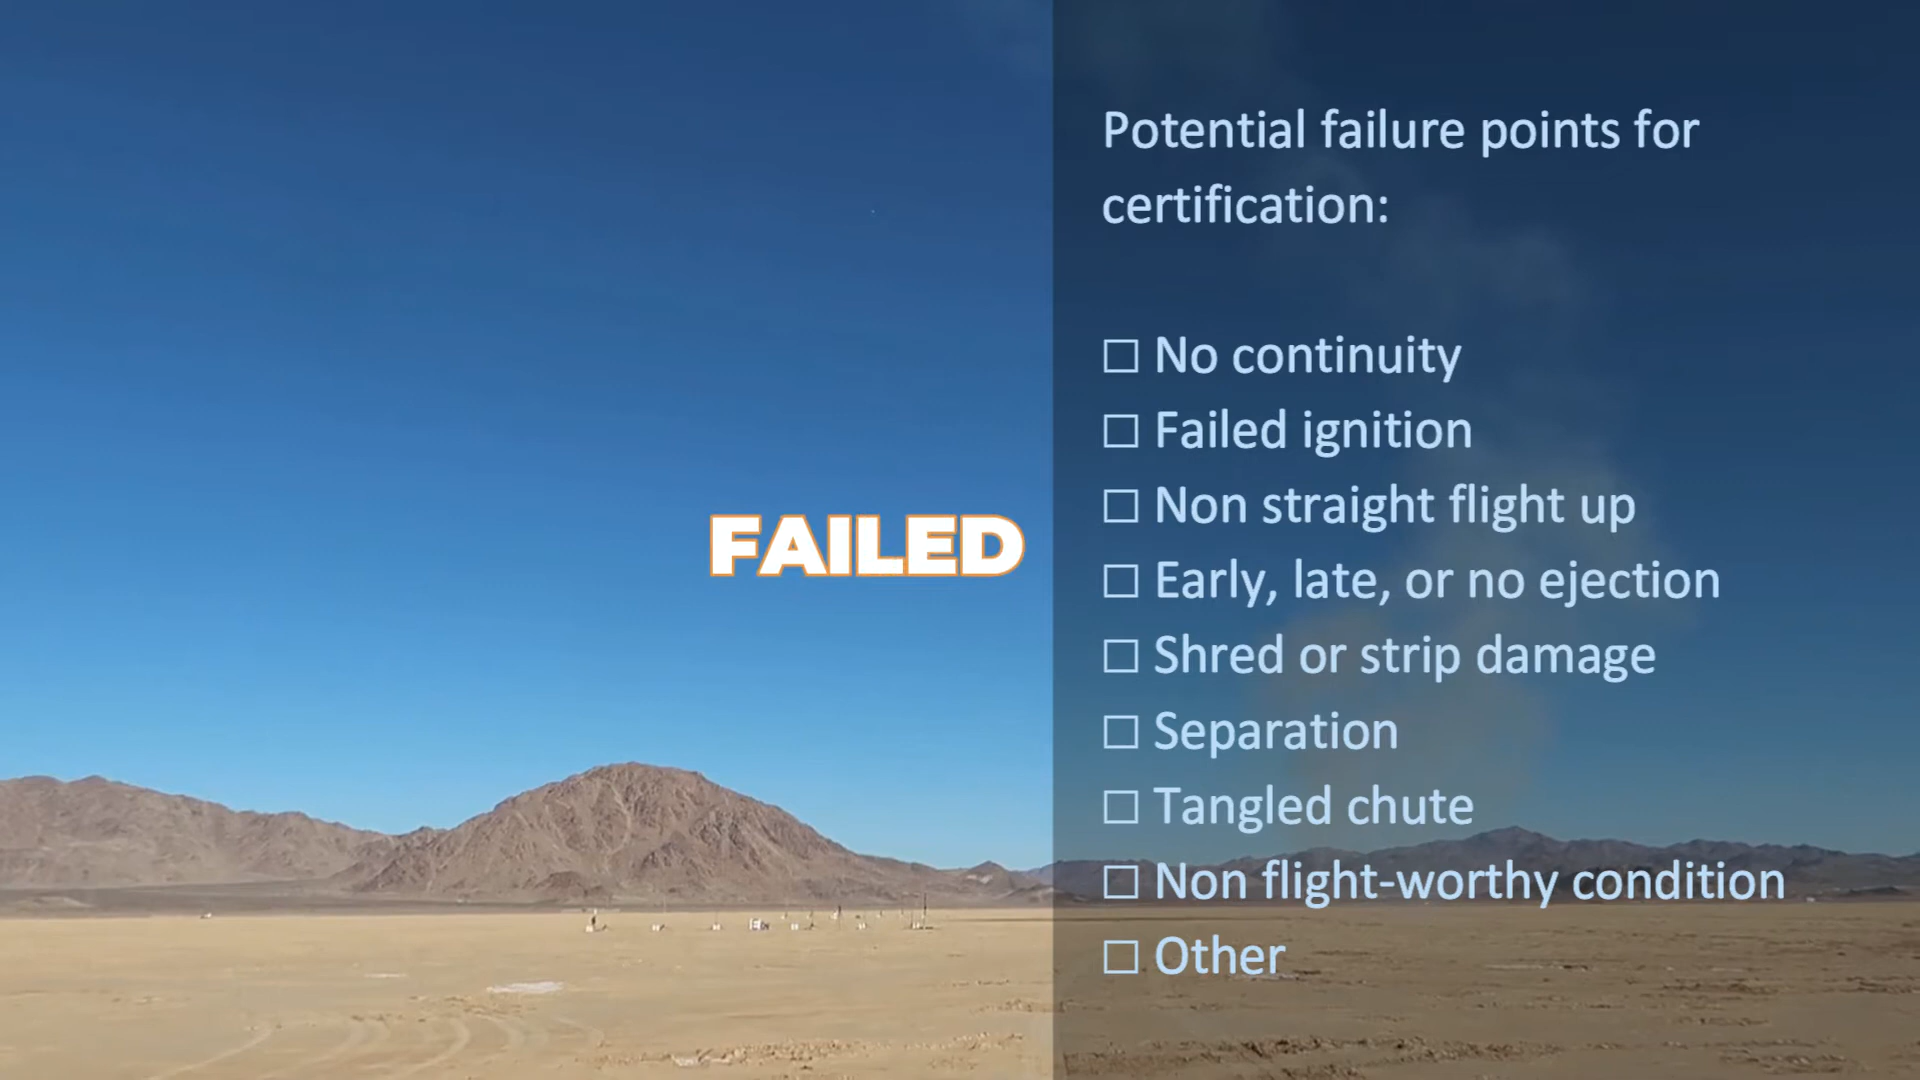 Potential failure points for
certification:
☐ No continuity
☐ Failed ignition
☐ Non straight flight up
☐ Early, late, or no ejection
☐ Shred or strip damage
☐ Separation
☐ Tangled chute
☐ Non flight-worthy condition
☐ Other
FAILED